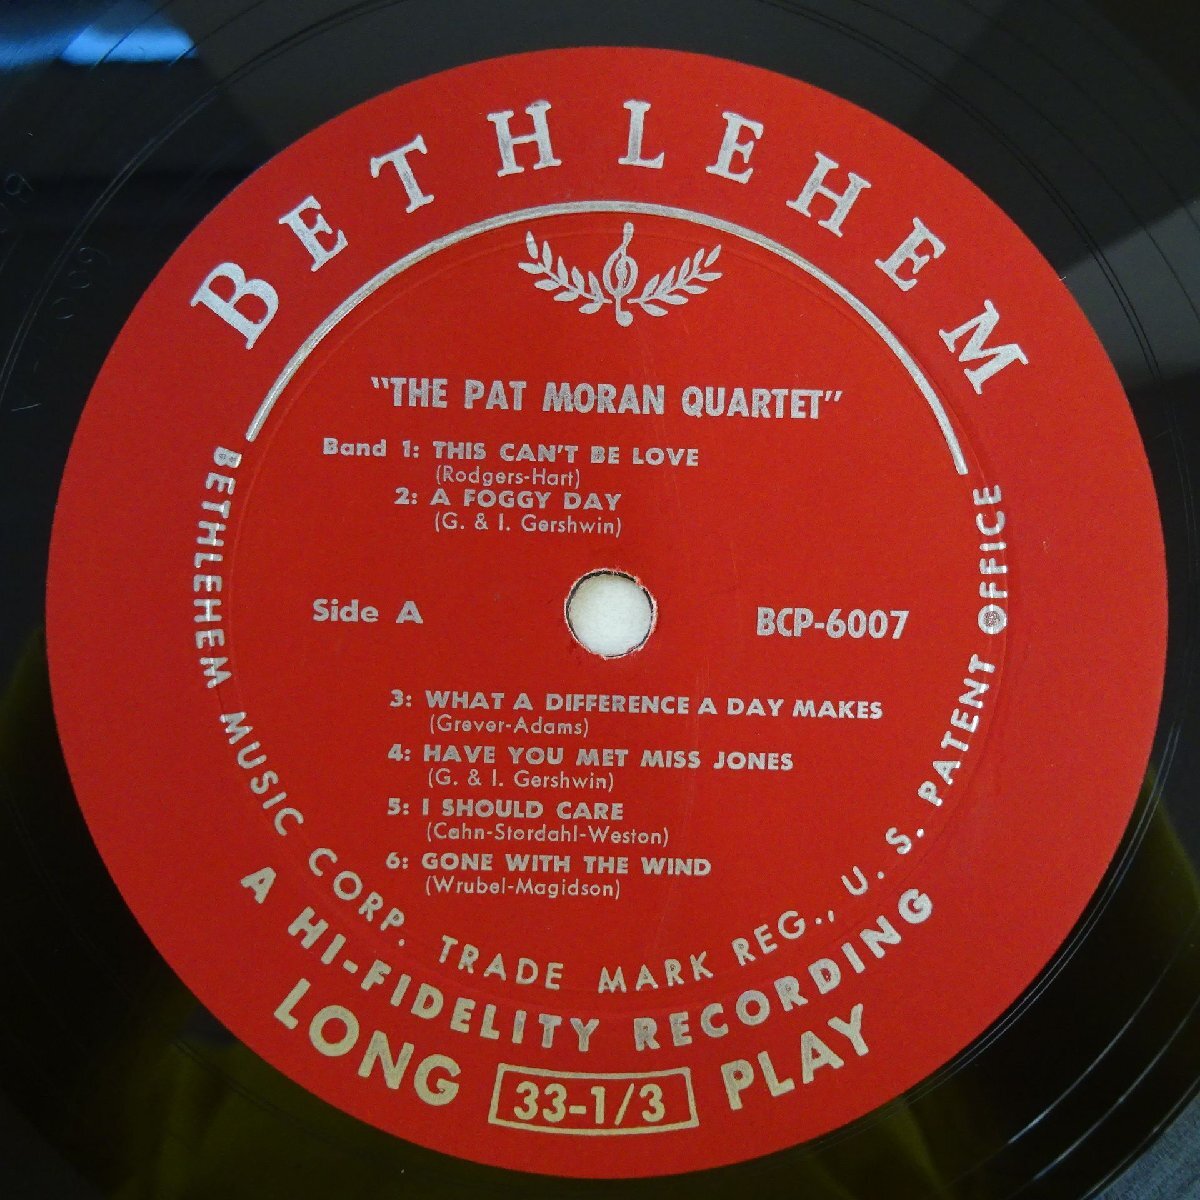 BETHLEHEM
"THE PAT MORAN QUARTET"
Band 1: THIS CAN'T BE LOVE
(Rodgers-Hart)
2: A FOGGY DAY
(G. & I. Gershwin)
Side A
BCP-6007
3: WHAT A DIFFERENCE A DAY MAKES
(Grever-Adams)
4: HAVE YOU MET MISS JONES
(G. & I. Gershwin)
5: I SHOULD CARE
(Cahn-Stordahl-Weston)
6: GONE WITH THE WIND
(Wrubel-Magidson)
BETHLEHEM MUSIC CORP. TRADE MARK REG., U. S. PATENT OFFICE
A HI-FIDELITY RECORDING
LONG 33-1/3 PLAY